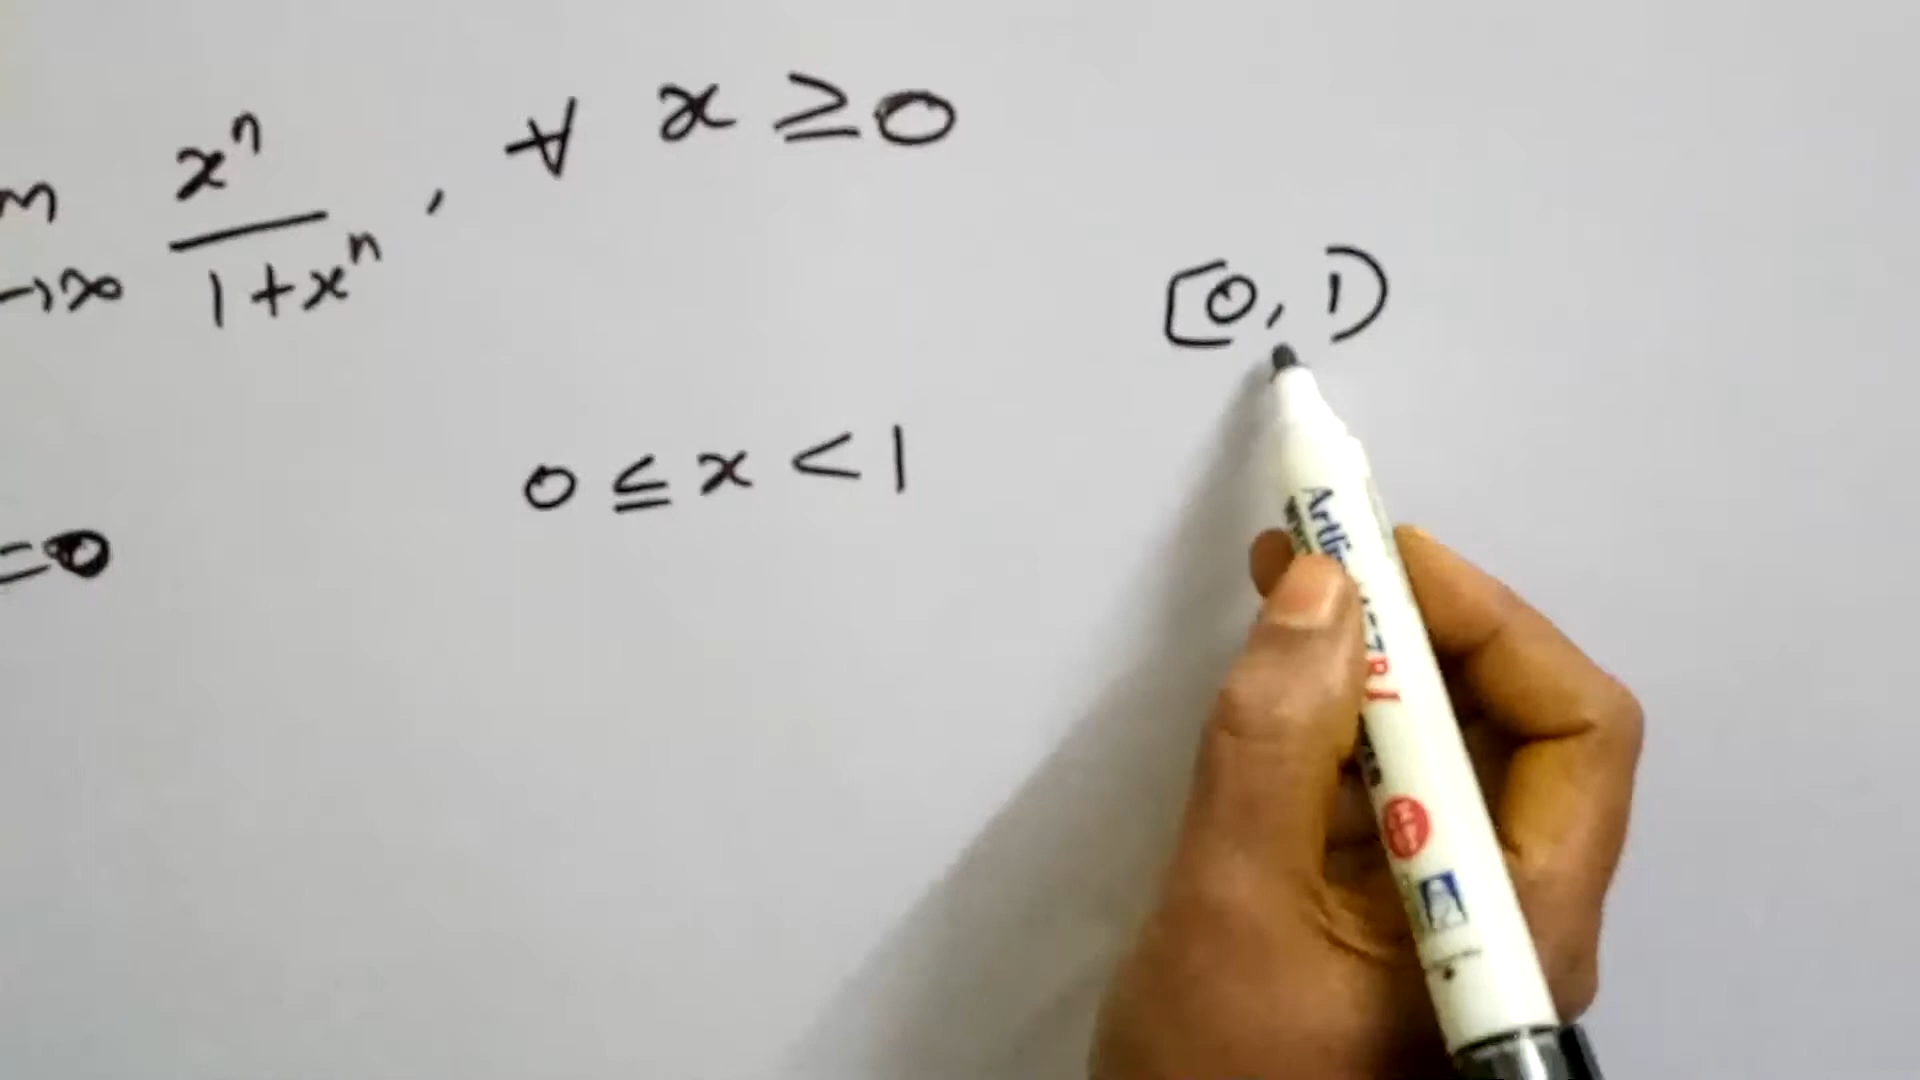 m x^n / 1+x^n , ∀ x ≥ 0
→∞
[0, 1)
0 ≤ x < 1
=0